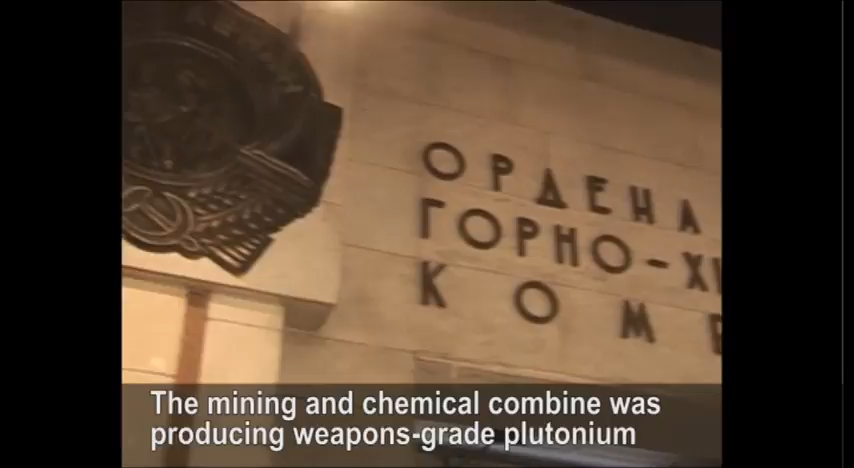 ОРДЕНА
ГОРНО-Х
КОМ
The mining and chemical combine was
producing weapons-grade plutonium